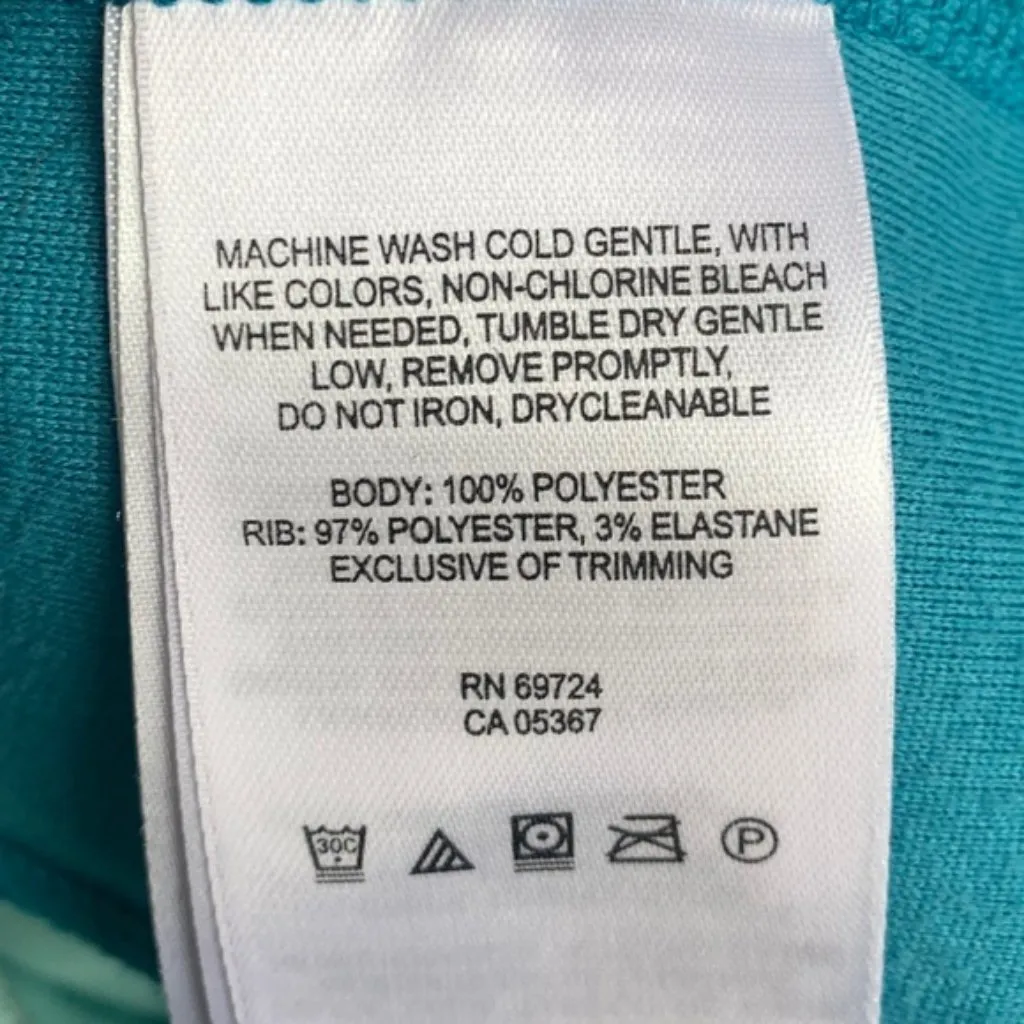 MACHINE WASH COLD GENTLE, WITH
LIKE COLORS, NON-CHLORINE BLEACH
WHEN NEEDED, TUMBLE DRY GENTLE
LOW, REMOVE PROMPTLY,
DO NOT IRON, DRYCLEANABLE
BODY: 100% POLYESTER
RIB: 97% POLYESTER, 3% ELASTANE
EXCLUSIVE OF TRIMMING
RN 69724
CA 05367
30C P